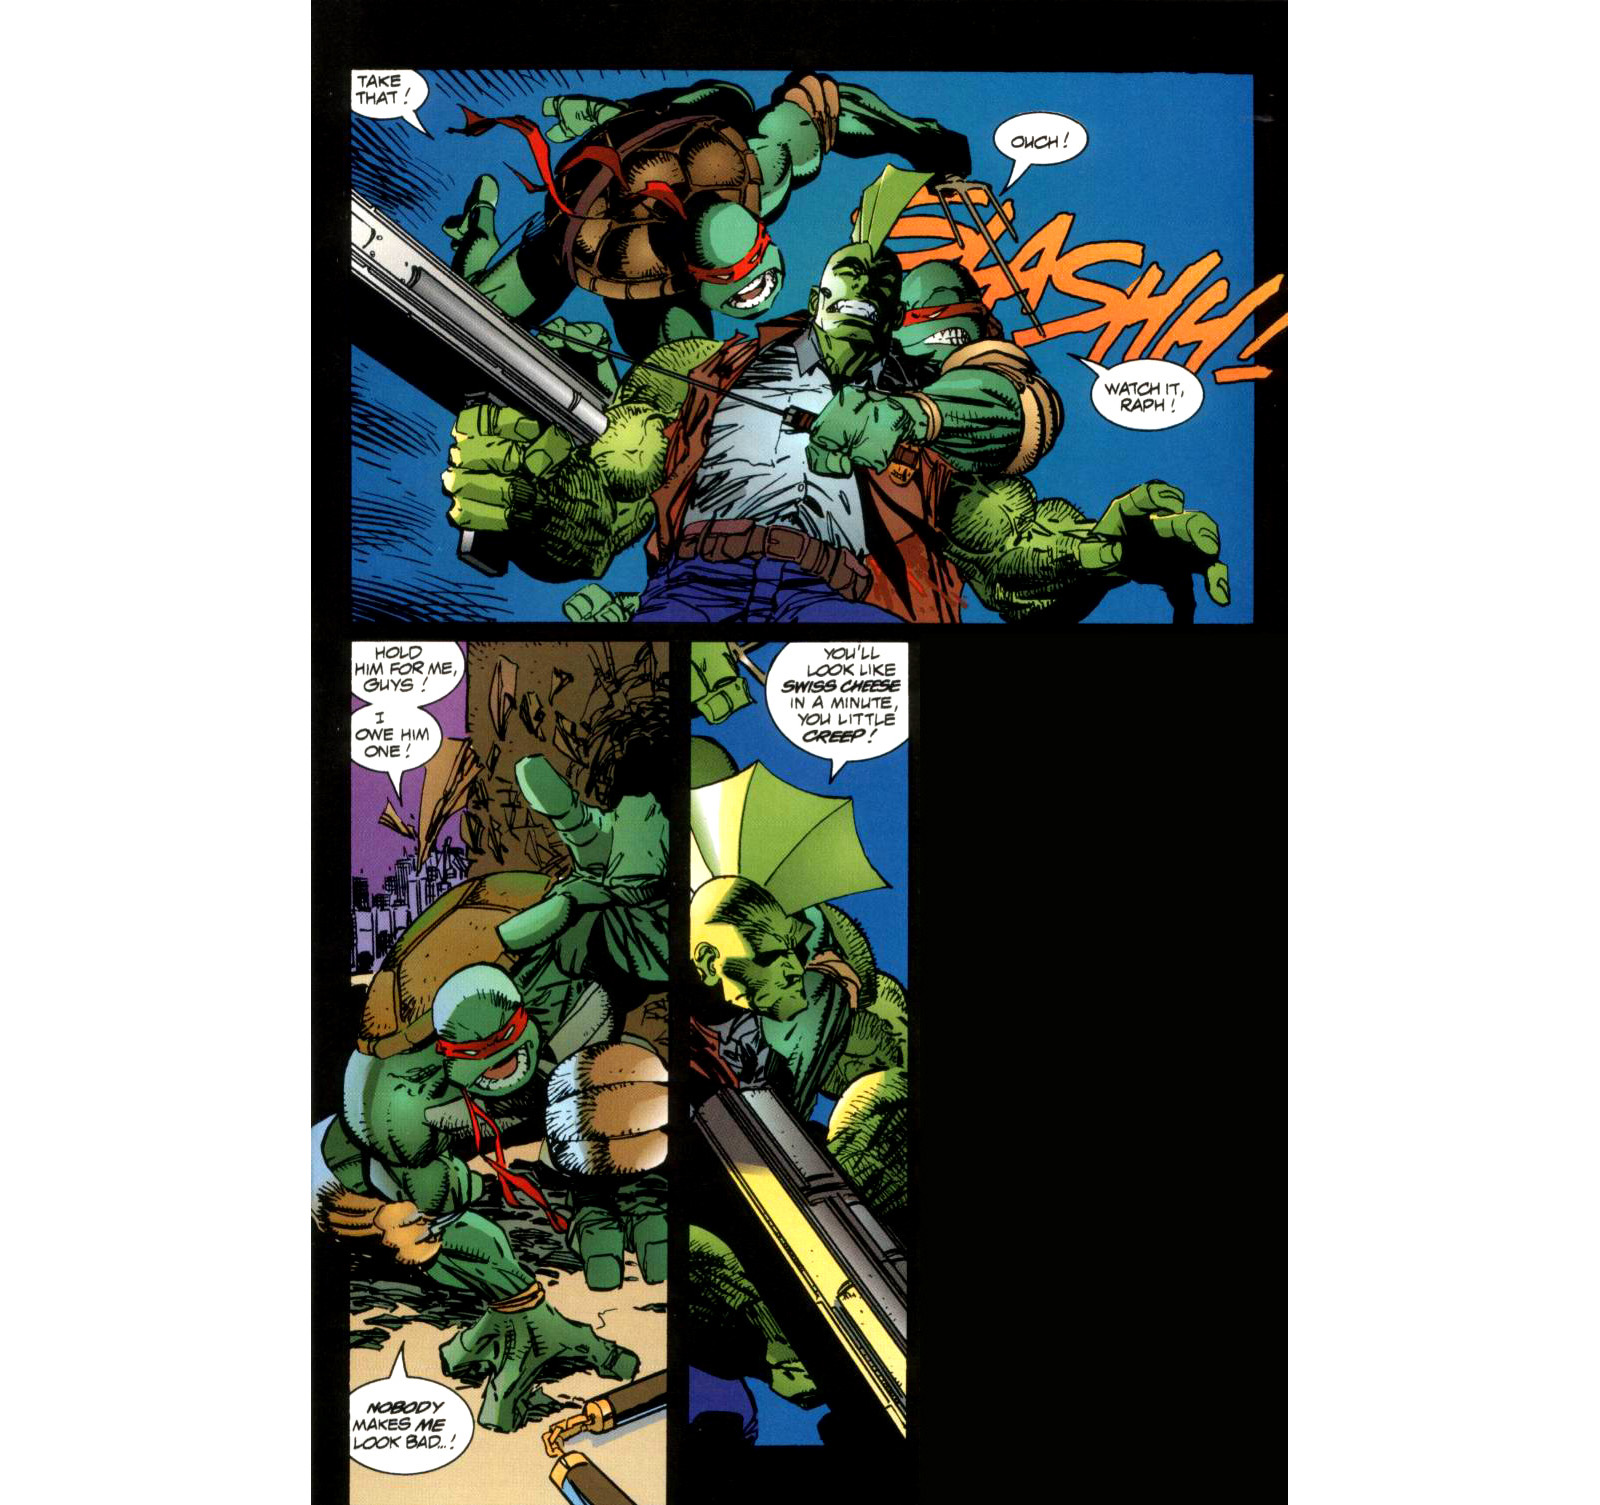 TAKE
THAT!
OUCH!
SLASHH!
WATCH IT,
RAPH!
HOLD
HIM FOR ME,
GUYS!
I
OWE HIM
ONE!
NOBODY
MAKES ME
LOOK BAD...!
YOU'LL
LOOK LIKE
SWISS CHEESE
IN A MINUTE,
YOU LITTLE
CREEP!